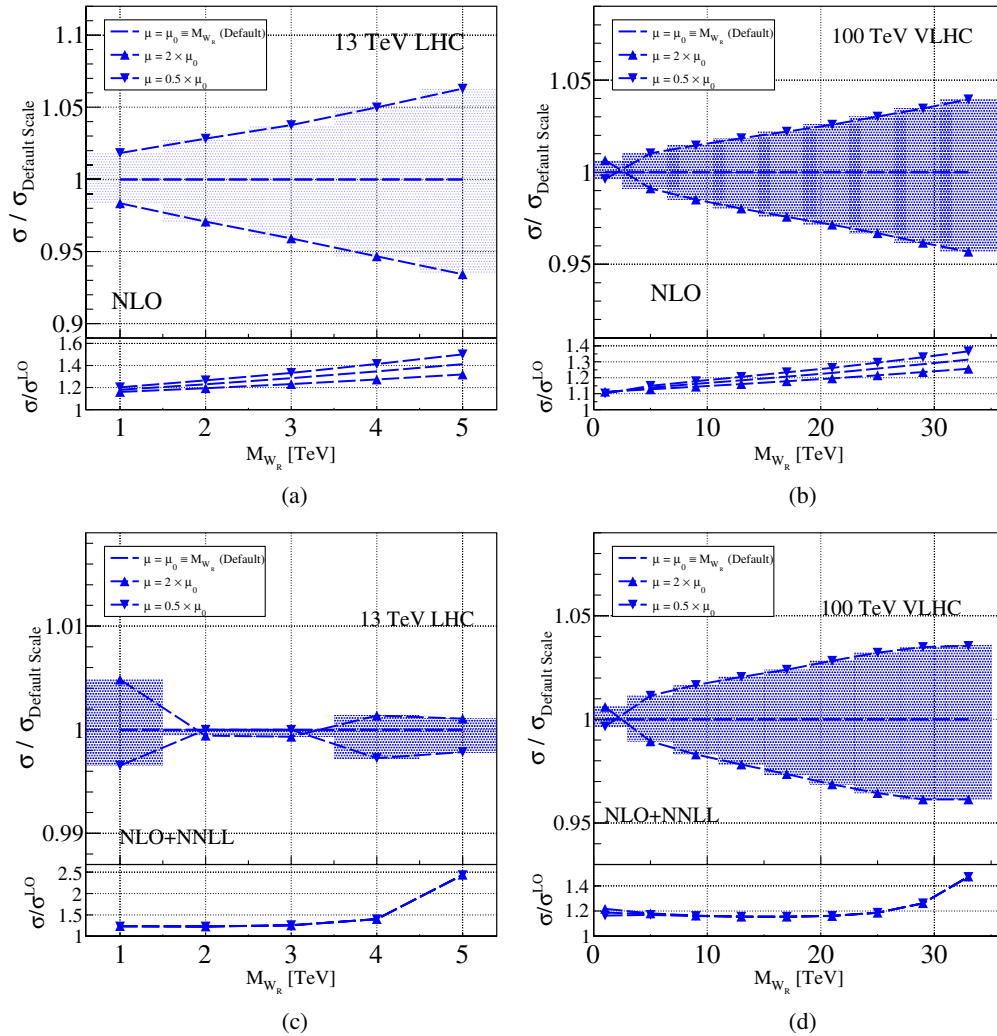 μ = μ0 ≡ MWR (Default)
μ = 2 × μ0
μ = 0.5 × μ0
13 TeV LHC
1.1
1.05
1
0.95
0.9
σ / σDefault Scale
NLO
1.6
1.4
1.2
1
σ/σLO
1 2 3 4 5
MWR [TeV]
(a)
μ = μ0 ≡ MWR (Default)
μ = 2 × μ0
μ = 0.5 × μ0
100 TeV VLHC
1.05
1
0.95
σ/ σDefault Scale
NLO
1.4
1.3
1.2
1.1
1
σ/σLO
0 10 20 30
MWR [TeV]
(b)
μ = μ0 ≡ MWR (Default)
μ = 2 × μ0
μ = 0.5 × μ0
13 TeV LHC
1.01
1
0.99
σ / σDefault Scale
NLO+NNLL
2.5
1.5
1
σ/σLO
1 2 3 4 5
MWR [TeV]
(c)
μ = μ0 ≡ MWR (Default)
μ = 2 × μ0
μ = 0.5 × μ0
100 TeV VLHC
1.05
1
0.95
σ / σDefault Scale
NLO+NNLL
1.4
1.2
1
σ/σLO
0 10 20 30
MWR [TeV]
(d)